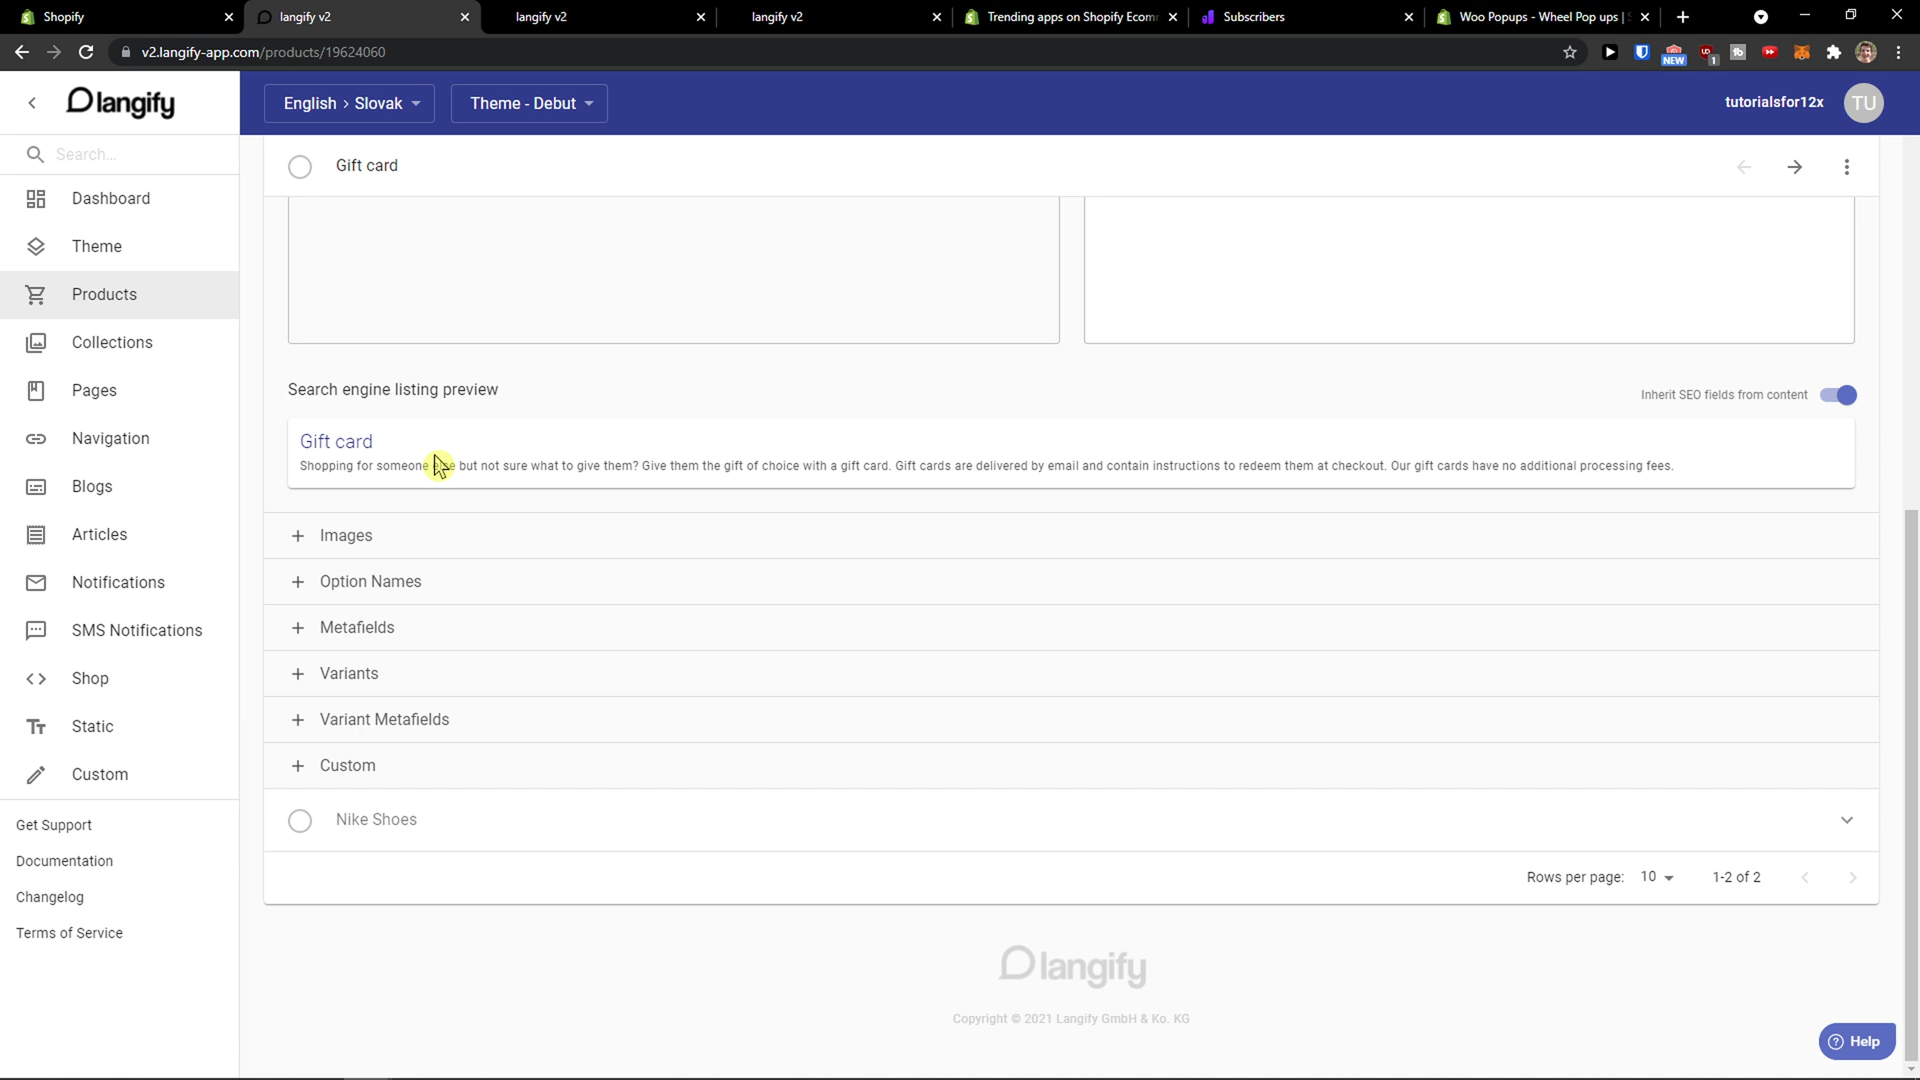 Shopify
langify v2
langify v2
langify v2
Trending apps on Shopify Ecom
Subscribers
Woo Popups - Wheel Pop ups |
v2.langify-app.com/products/19624060
NEW
1
langify
English > Slovak
Theme - Debut
tutorialsfor12x
TU
Search...
Dashboard
Theme
Products
Collections
Pages
Navigation
Blogs
Articles
Notifications
SMS Notifications
Shop
Static
Custom
Get Support
Documentation
Changelog
Terms of Service
Gift card
Search engine listing preview
Inherit SEO fields from content
Gift card
Shopping for someone else but not sure what to give them? Give them the gift of choice with a gift card. Gift cards are delivered by email and contain instructions to redeem them at checkout. Our gift cards have no additional processing fees.
Images
Option Names
Metafields
Variants
Variant Metafields
Custom
Nike Shoes
Rows per page: 10
1-2 of 2
langify
Copyright © 2021 Langify GmbH & Ko. KG
Help